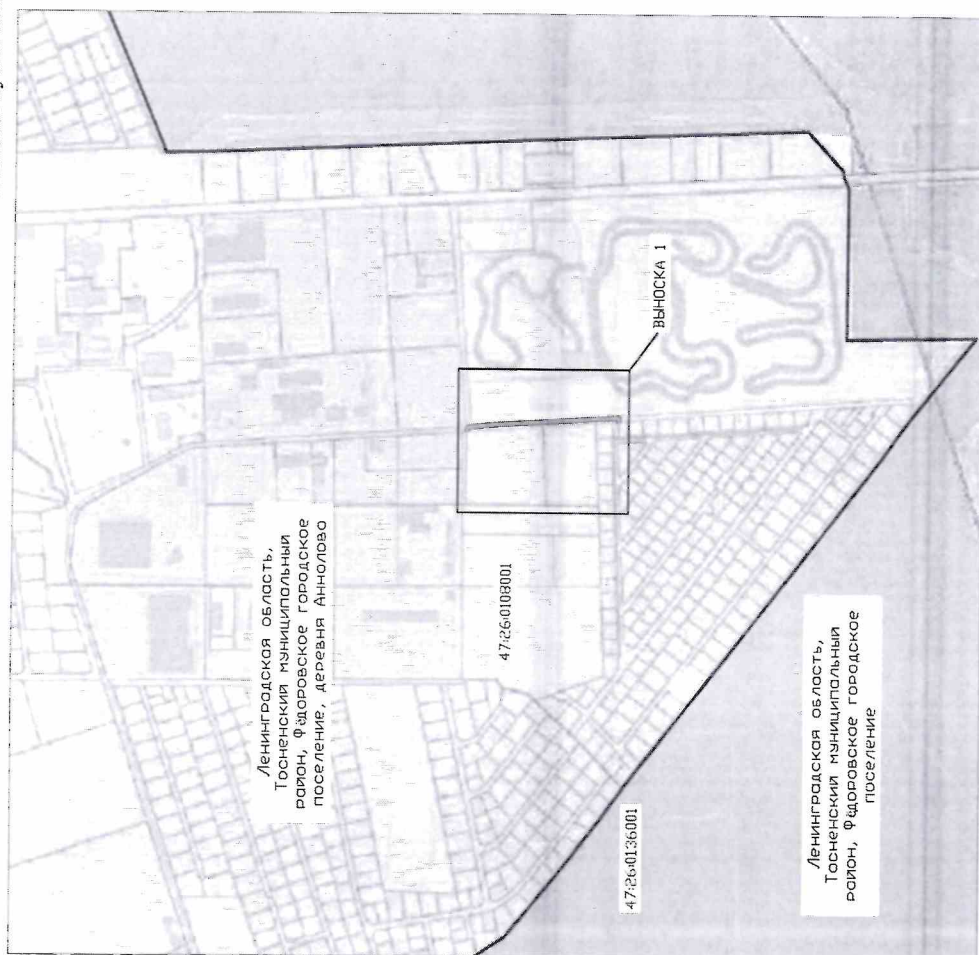 Ленинградская область,
Тосненский муниципальный
район, Фёдоровское городское
поселение, деревня Аннолово
47:26:0108001
ВЫНОСКА 1
47:26:0136001
Ленинградская область,
Тосненский муниципальный
район, Фёдоровское городское
поселение